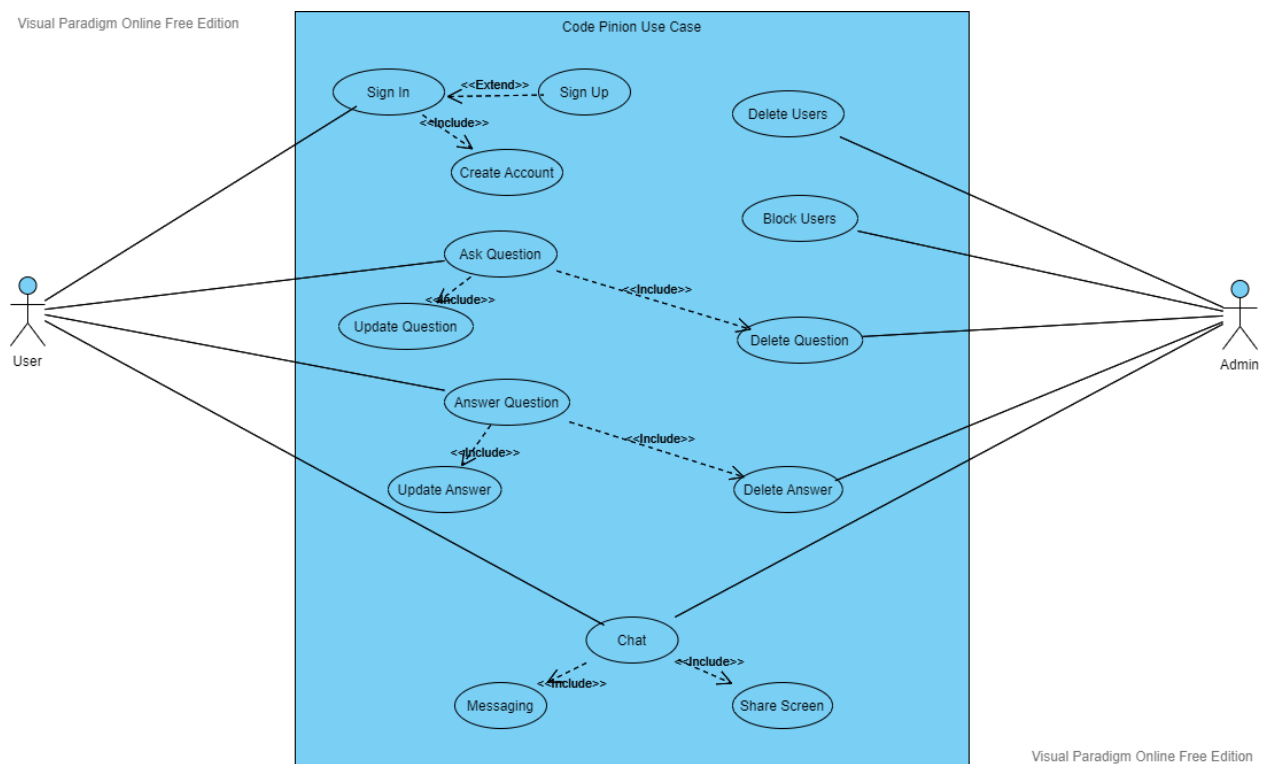 Visual Paradigm Online Free Edition
Code Pinion Use Case
Sign In
<<Extend>>
Sign Up
Delete Users
<<Include>>
Create Account
Block Users
Ask Question
<<Include>>
<<Include>>
Update Question
Delete Question
User
Admin
Answer Question
<<Include>>
<<Include>>
Update Answer
Delete Answer
Chat
<<Include>>
<<Include>>
Messaging
Share Screen
Visual Paradigm Online Free Edition